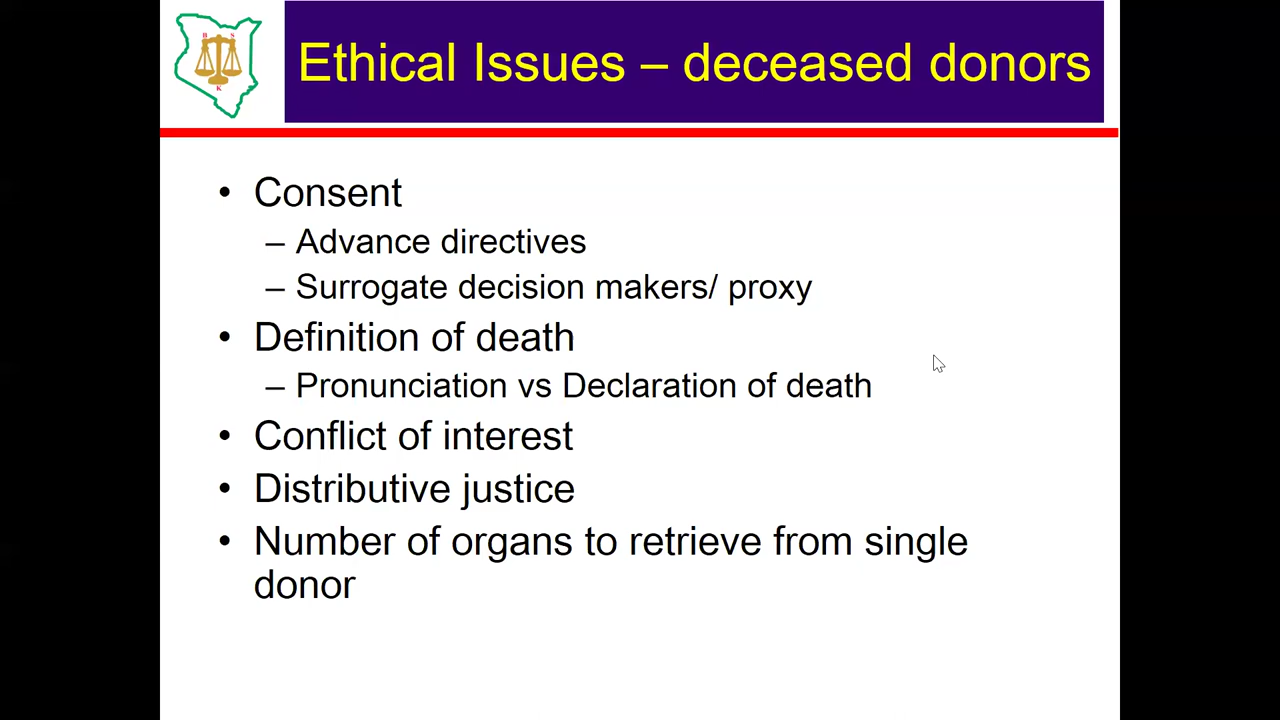 B S
K
Ethical Issues – deceased donors
• Consent
– Advance directives
– Surrogate decision makers/ proxy
• Definition of death
– Pronunciation vs Declaration of death
• Conflict of interest
• Distributive justice
• Number of organs to retrieve from single
donor